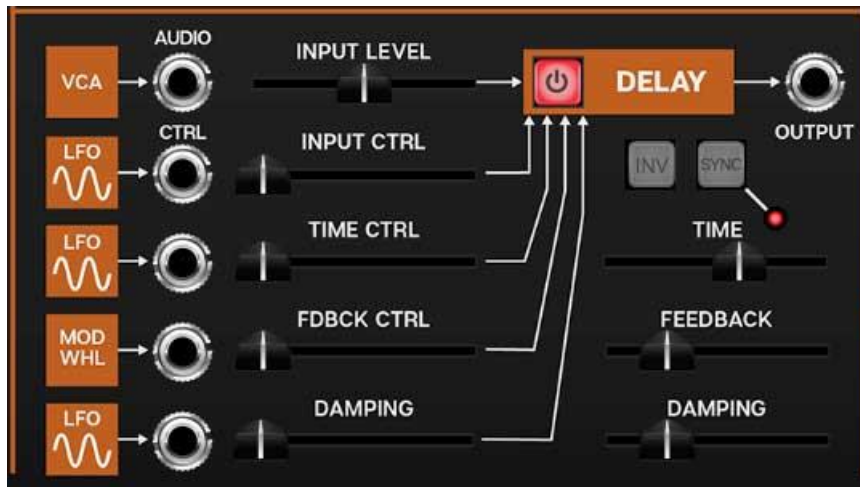 AUDIO
INPUT LEVEL
VCA
DELAY
OUTPUT
CTRL
LFO
INPUT CTRL
INV
SYNC
LFO
TIME CTRL
TIME
MOD
WHL
FDBCK CTRL
FEEDBACK
LFO
DAMPING
DAMPING